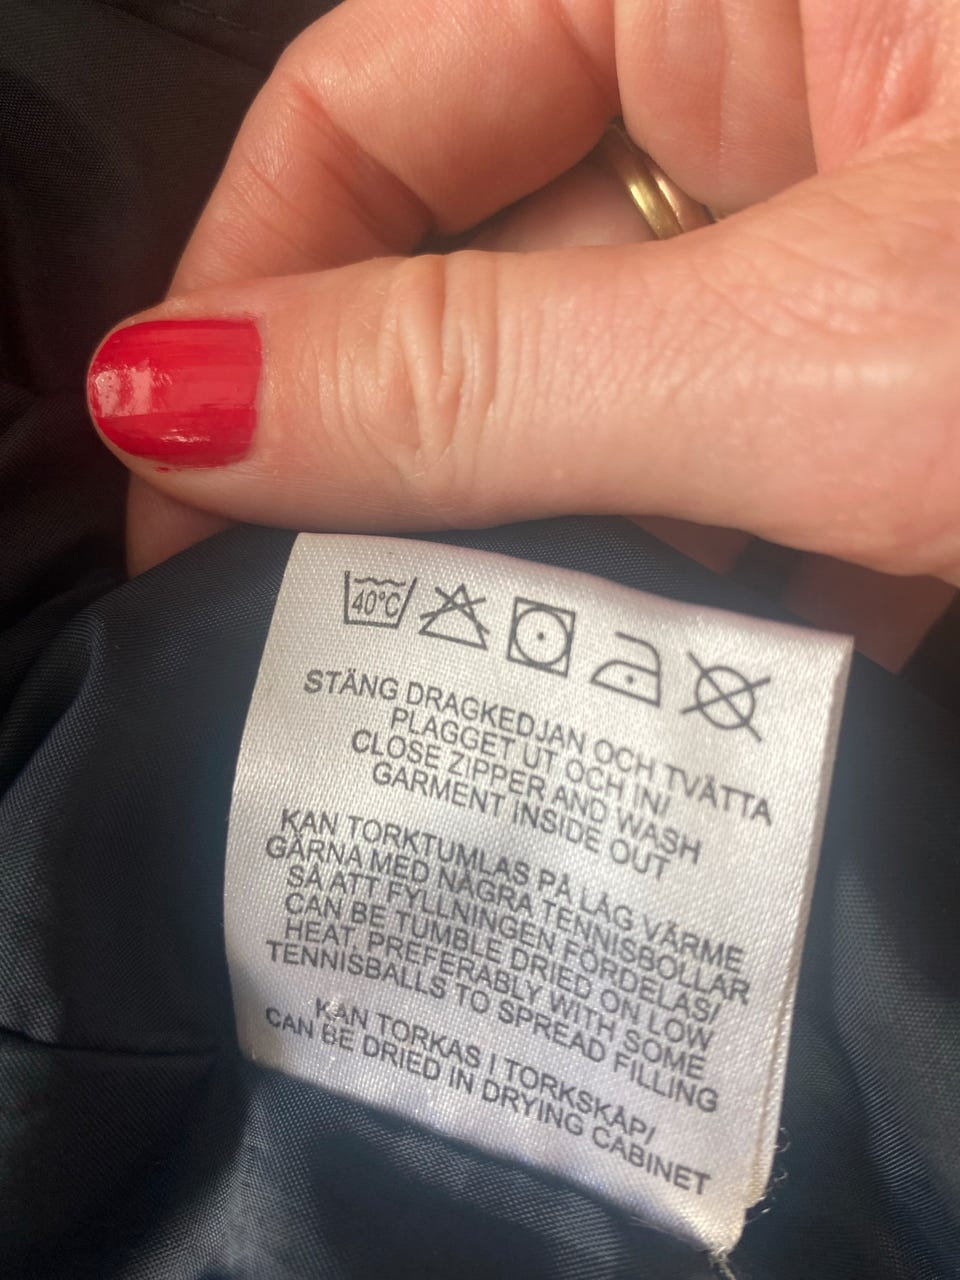 40°C
STÄNG DRAGKEDJAN OCH TVÄTTA
PLAGGET UT OCH IN/
CLOSE ZIPPER AND WASH
GARMENT INSIDE OUT
KAN TORKTUMLAS PÅ LÅG VÄRME
GÄRNA MED NÅGRA TENNISBOLLAR
SÅ ATT FYLLNINGEN FÖRDELAS/
CAN BE TUMBLE DRIED ON LOW
HEAT, PREFERABLY WITH SOME
TENNISBALLS TO SPREAD FILLING
KAN TORKAS I TORKSKÅP/
CAN BE DRIED IN DRYING CABINET